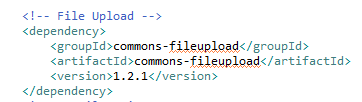 <!-- File Upload -->
<dependency>
<groupId>commons-fileupload</groupId>
<artifactId>commons-fileupload</artifactId>
<version>1.2.1</version>
</dependency>